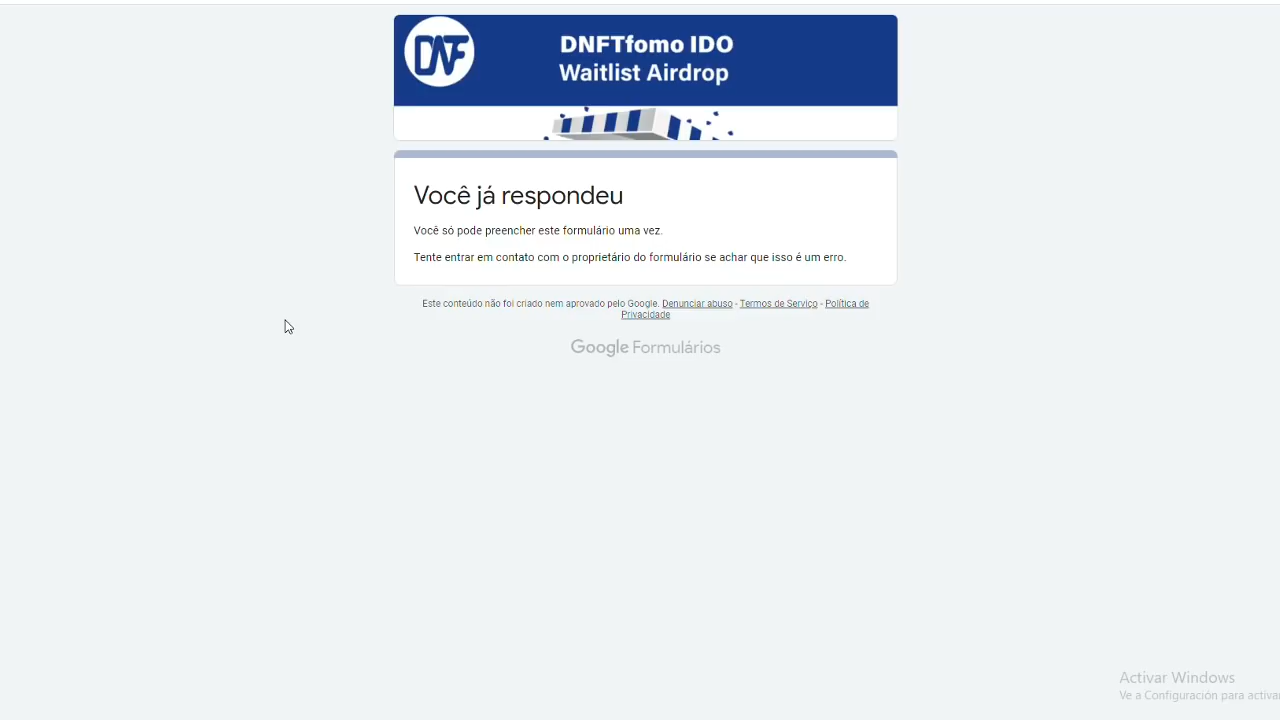 DNF
DNFTfomo IDO
Waitlist Airdrop
Você já respondeu
Você só pode preencher este formulário uma vez.
Tente entrar em contato com o proprietário do formulário se achar que isso é um erro.
Este conteúdo não foi criado nem aprovado pelo Google. Denunciar abuso - Termos de Serviço - Política de
Privacidade
Google Formulários
Activar Windows
Ve a Configuración para activar